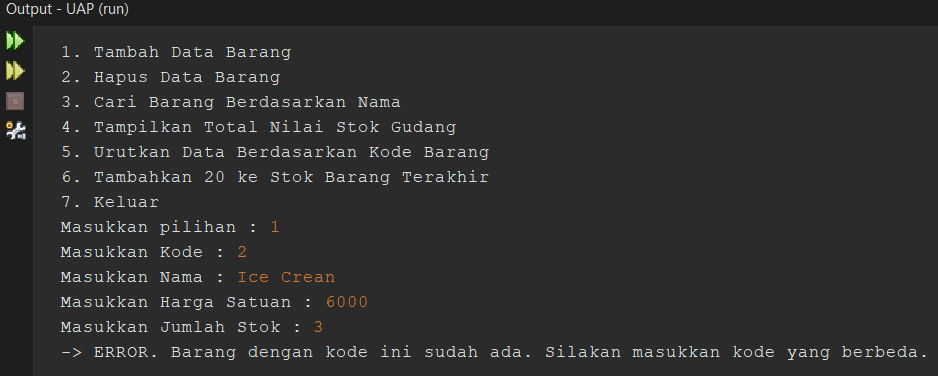 Output - UAP (run)
1. Tambah Data Barang
2. Hapus Data Barang
3. Cari Barang Berdasarkan Nama
4. Tampilkan Total Nilai Stok Gudang
5. Urutkan Data Berdasarkan Kode Barang
6. Tambahkan 20 ke Stok Barang Terakhir
7. Keluar
Masukkan pilihan : 1
Masukkan Kode : 2
Masukkan Nama : Ice Crean
Masukkan Harga Satuan : 6000
Masukkan Jumlah Stok : 3
-> ERROR. Barang dengan kode ini sudah ada. Silakan masukkan kode yang berbeda.